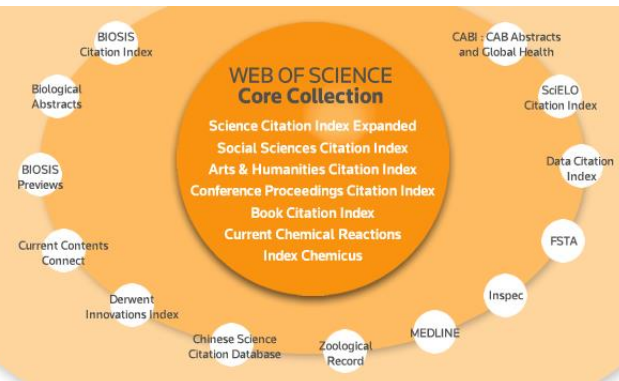 WEB OF SCIENCE
Core Collection
Science Citation Index Expanded
Social Sciences Citation Index
Arts & Humanities Citation Index
Conference Proceedings Citation Index
Book Citation Index
Current Chemical Reactions
Index Chemicus
BIOSIS
Citation Index
Biological
Abstracts
BIOSIS
Previews
Current Contents
Connect
Derwent
Innovations Index
Chinese Science
Citation Database
Zoological
Record
MEDLINE
Inspec
FSTA
Data Citation
Index
SciELO
Citation Index
CABI : CAB Abstracts
and Global Health